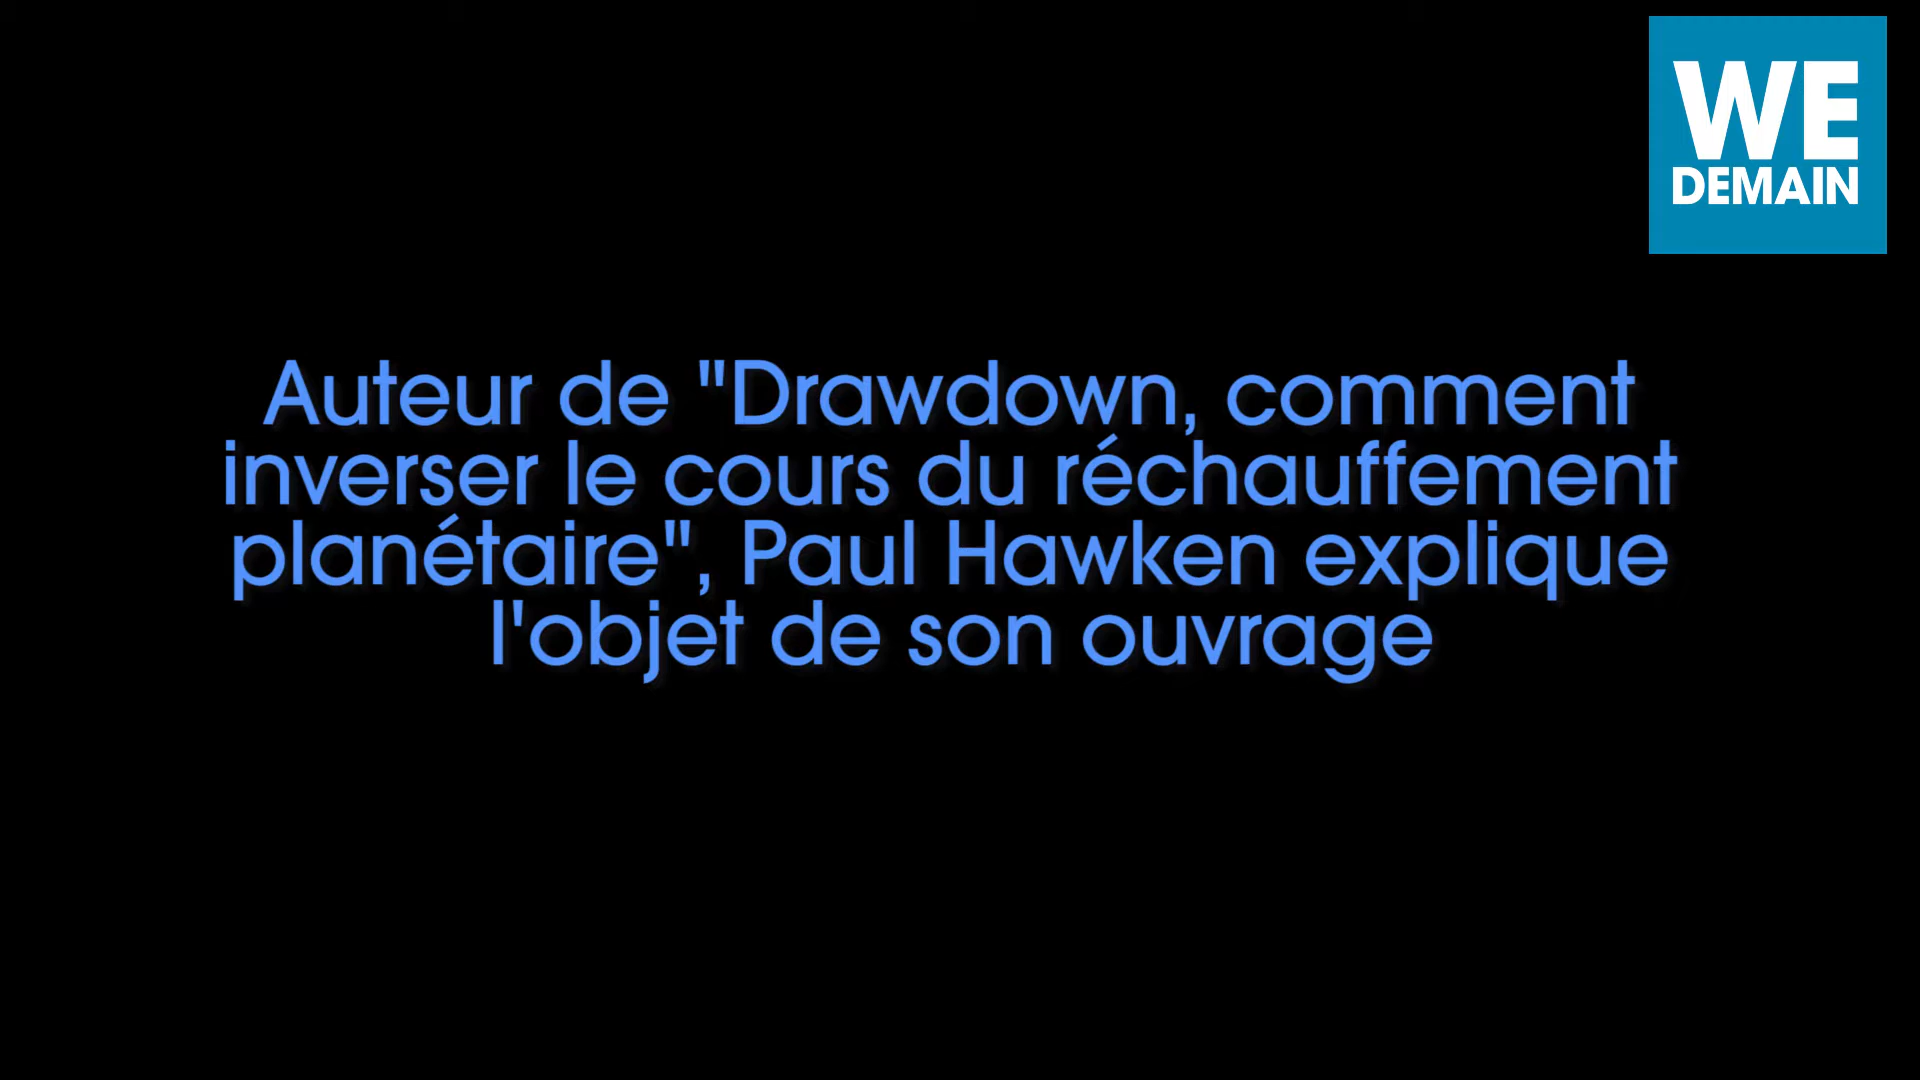 WE
DEMAIN
Auteur de "Drawdown, comment
inverser le cours du réchauffement
planétaire", Paul Hawken explique
l'objet de son ouvrage